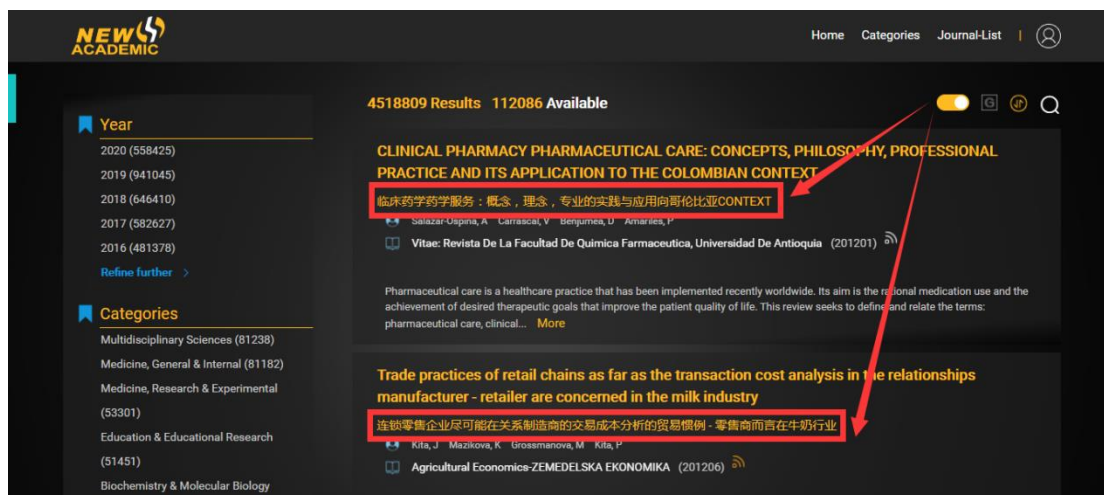 NEW
ACADEMIC
Home Categories Journal-List |
4518809 Results 112086 Available
G
Year
2020 (558425)
2019 (941045)
2018 (646410)
2017 (582627)
2016 (481378)
Refine further >
Categories
Multidisciplinary Sciences (81238)
Medicine, General & Internal (81182)
Medicine, Research & Experimental
(53301)
Education & Educational Research
(51451)
Biochemistry & Molecular Biology
CLINICAL PHARMACY PHARMACEUTICAL CARE: CONCEPTS, PHILOSOPHY, PROFESSIONAL
PRACTICE AND ITS APPLICATION TO THE COLOMBIAN CONTEXT
临床药学药学服务：概念，理念，专业的实践与应用向哥伦比亚CONTEXT
Salazar-Ospina, A Carrascal, V Benjumea, D Amariles, P
Vitae: Revista De La Facultad De Quimica Farmaceutica, Universidad De Antioquia (201201)
Pharmaceutical care is a healthcare practice that has been implemented recently worldwide. Its aim is the rational medication use and the
achievement of desired therapeutic goals that improve the patient quality of life. This review seeks to define and relate the terms:
pharmaceutical care, clinical... More
Trade practices of retail chains as far as the transaction cost analysis in the relationships
manufacturer - retailer are concerned in the milk industry
连锁零售企业尽可能在关系制造商的交易成本分析的贸易惯例 - 零售商而言在牛奶行业
Kita, J Mazikova, K Grossmanova, M Kita, P
Agricultural Economics-ZEMEDELSKA EKONOMIKA (201206)